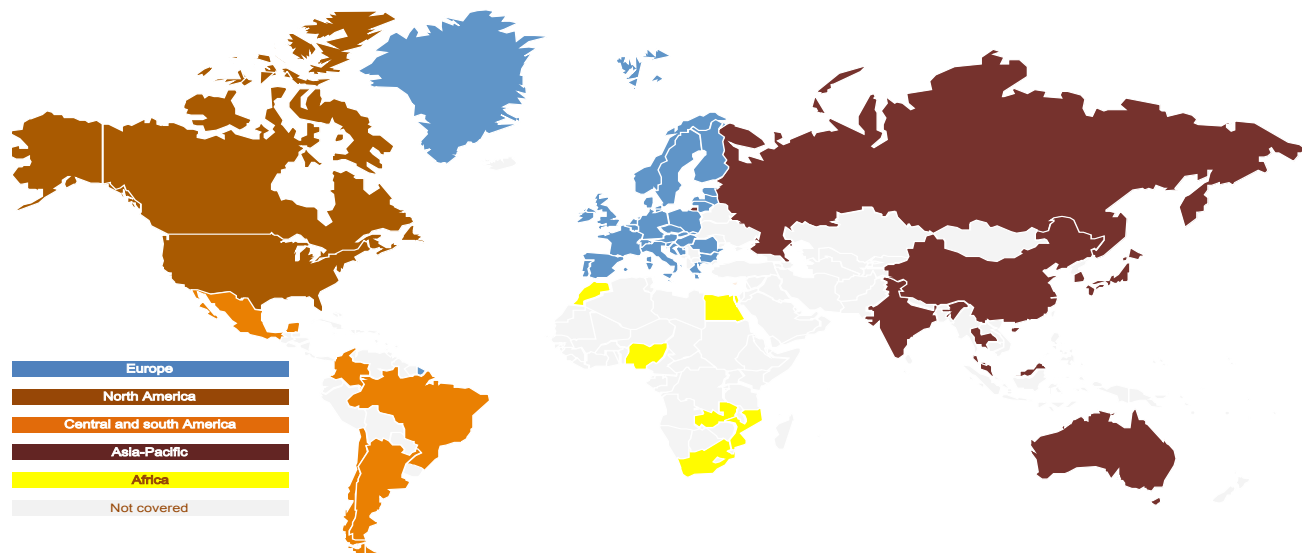 Europe
North America
Central and south America
Asia-Pacific
Africa
Not covered